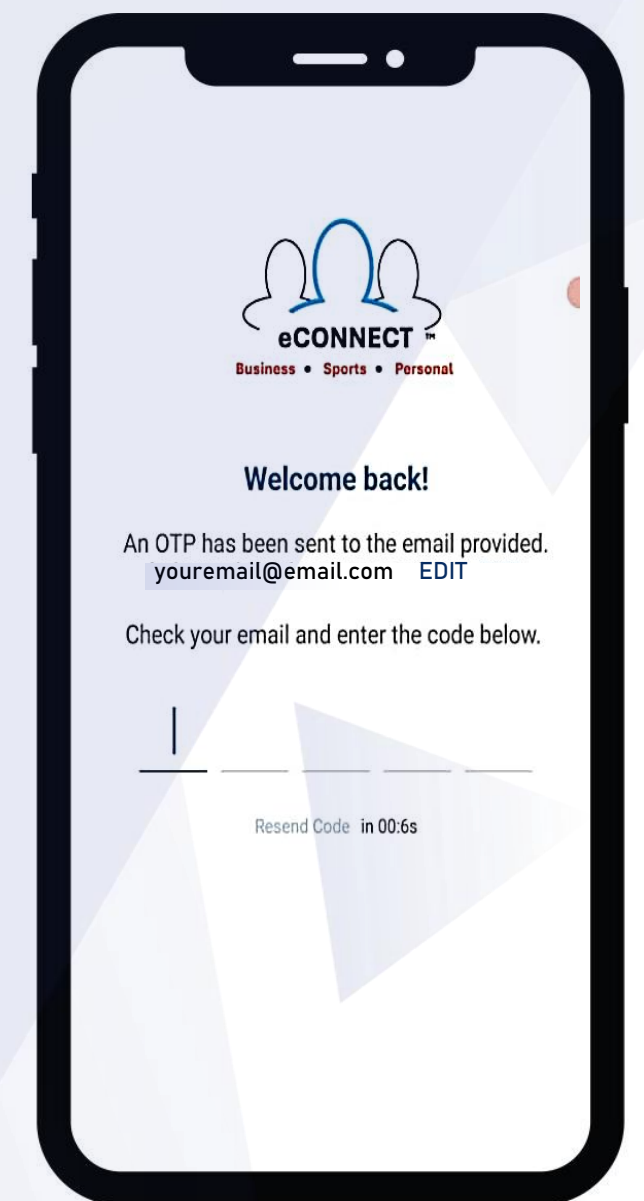 eCONNECT ™
Business • Sports • Personal
Welcome back!
An OTP has been sent to the email provided.
youremail@email.com EDIT
Check your email and enter the code below.
Resend Code in 00:6s